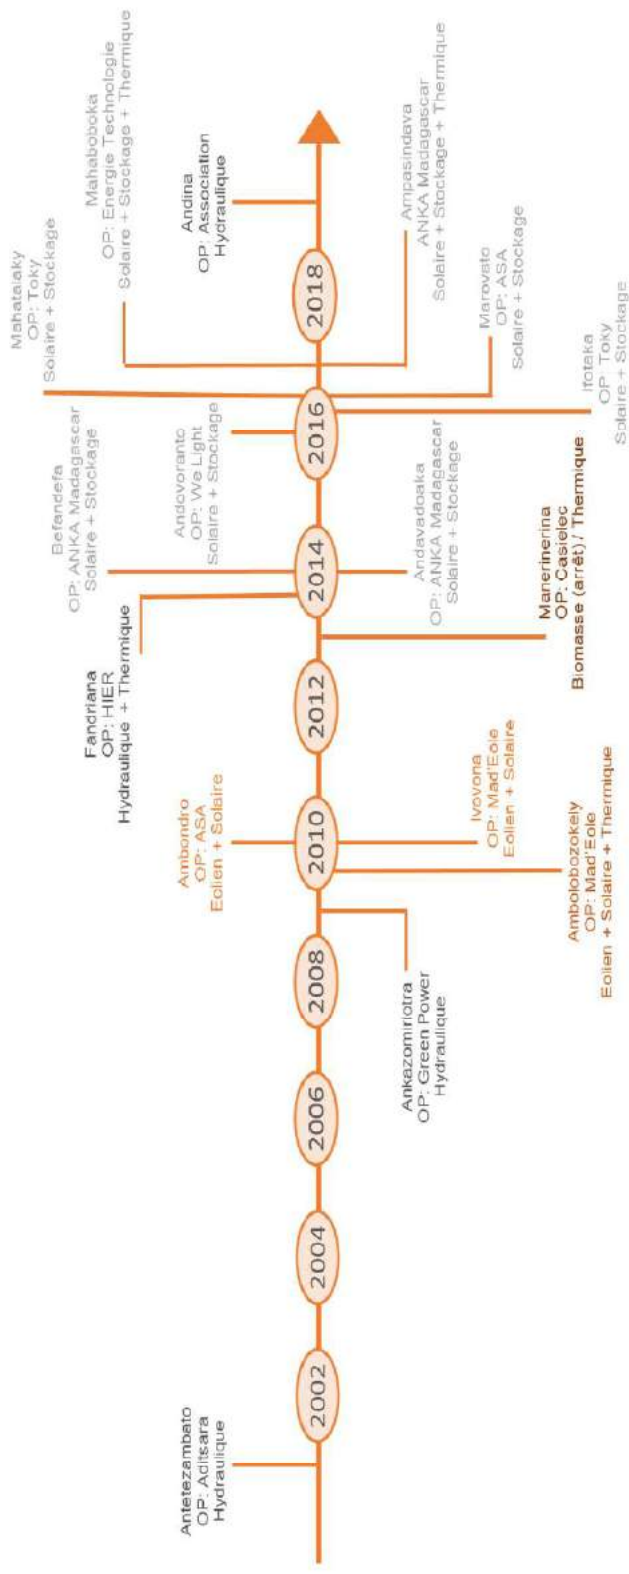 Antetezambato
OP: Aditsara
Hydraulique
Ambondro
OP: ASA
Eolien + Solaire
Fandriana
OP: HIER
Hydraulique + Thermique
Befandefa
OP: ANKA Madagascar
Solaire + Stockage
Andovoranto
OP: We Light
Solaire + Stockage
Mahataiaky
OP: Toky
Solaire + Stockage
Mahaboboka
OP: Energie Technologie
Solaire + Stockage + Thermique
Andina
OP: Association
Hydraulique
2002
2004
2006
2008
2010
2012
2014
2016
2018
Ankazomiriotra
OP: Green Power
Hydraulique
Ivovona
OP: Mad'Eole
Eolien + Solaire
Ambolobozokely
OP: Mad'Eole
Eolien + Solaire + Thermique
Manerinerina
OP: Casielec
Biomasse (arrêt) / Thermique
Andavadoaka
OP: ANKA Madagascar
Solaire + Stockage
Ifotaka
OP: Toky
Solaire + Stockage
Marovato
OP: ASA
Solaire + Stockage
Ampasindava
ANKA Madagascar
Solaire + Stockage + Thermique